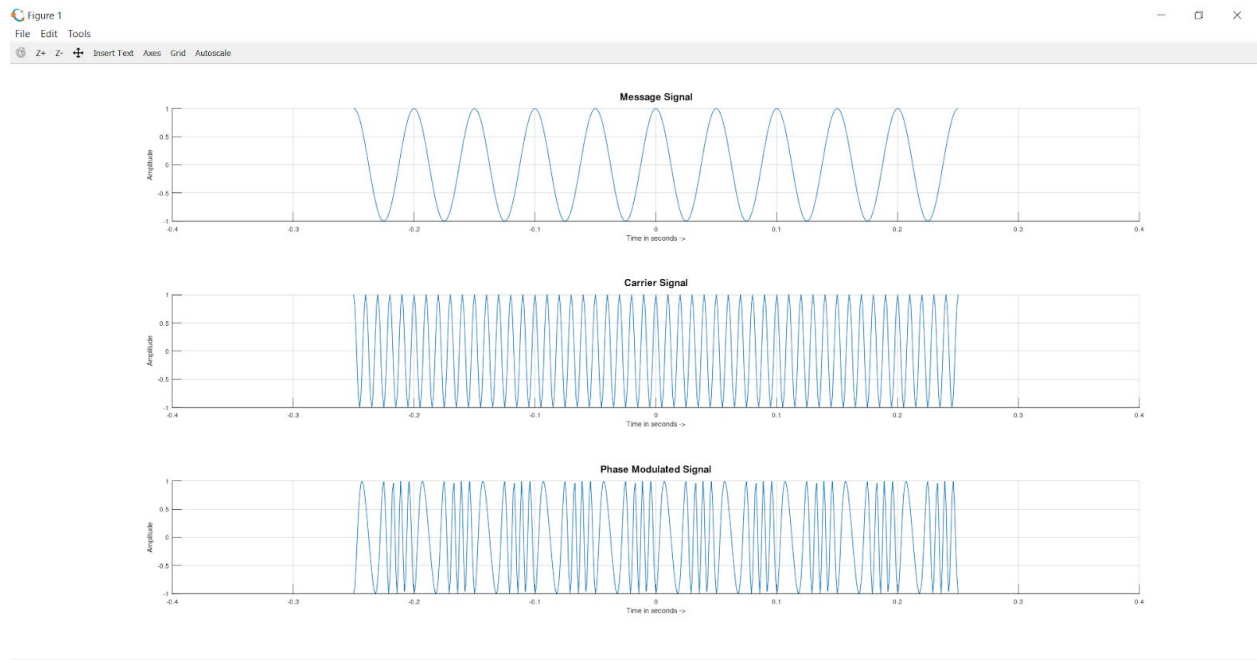 Figure 1
File Edit Tools
Z+ Z- Insert Text Axes Grid Autoscale
Message Signal
1
0.5
0
-0.5
-1
Amplitude
-0.4 -0.3 -0.2 -0.1 0 0.1 0.2 0.3 0.4
Time in seconds ->
Carrier Signal
1
0.5
0
-0.5
-1
Amplitude
-0.4 -0.3 -0.2 -0.1 0 0.1 0.2 0.3 0.4
Time in seconds ->
Phase Modulated Signal
1
0.5
0
-0.5
-1
Amplitude
-0.4 -0.3 -0.2 -0.1 0 0.1 0.2 0.3 0.4
Time in seconds ->